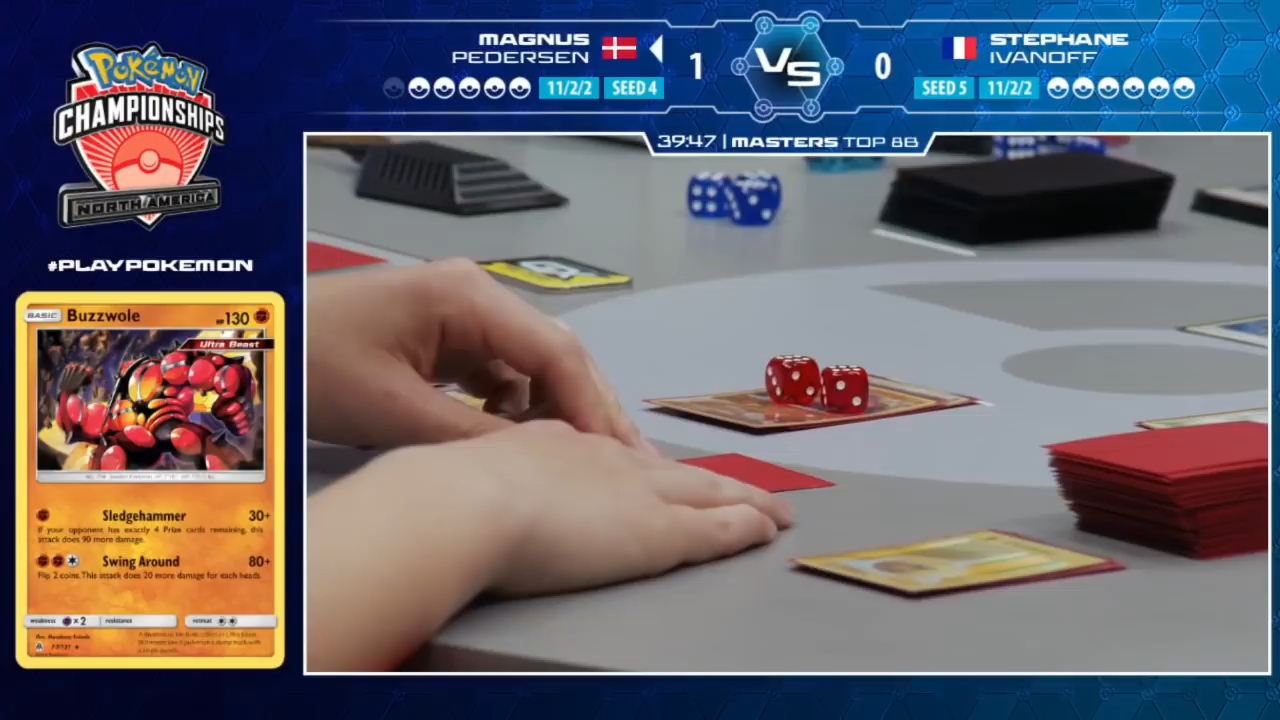 Pokémon
CHAMPIONSHIPS
NORTH AMERICA
#PLAYPOKEMON
MAGNUS
PEDERSEN
11/2/2
SEED 4
1
VS
0
STEPHANE
IVANOFF
SEED 5
11/2/2
39:47 | MASTERS TOP 8B
BASIC
Buzzwole
HP130
Ultra Beast
Sledgehammer 30+
If your opponent has exactly 4 Prize cards remaining, this
attack does 90 more damage.
Swing Around 80+
Flip 2 coins. This attack does 20 more damage for each heads.
weakness ×2 resistance retreat